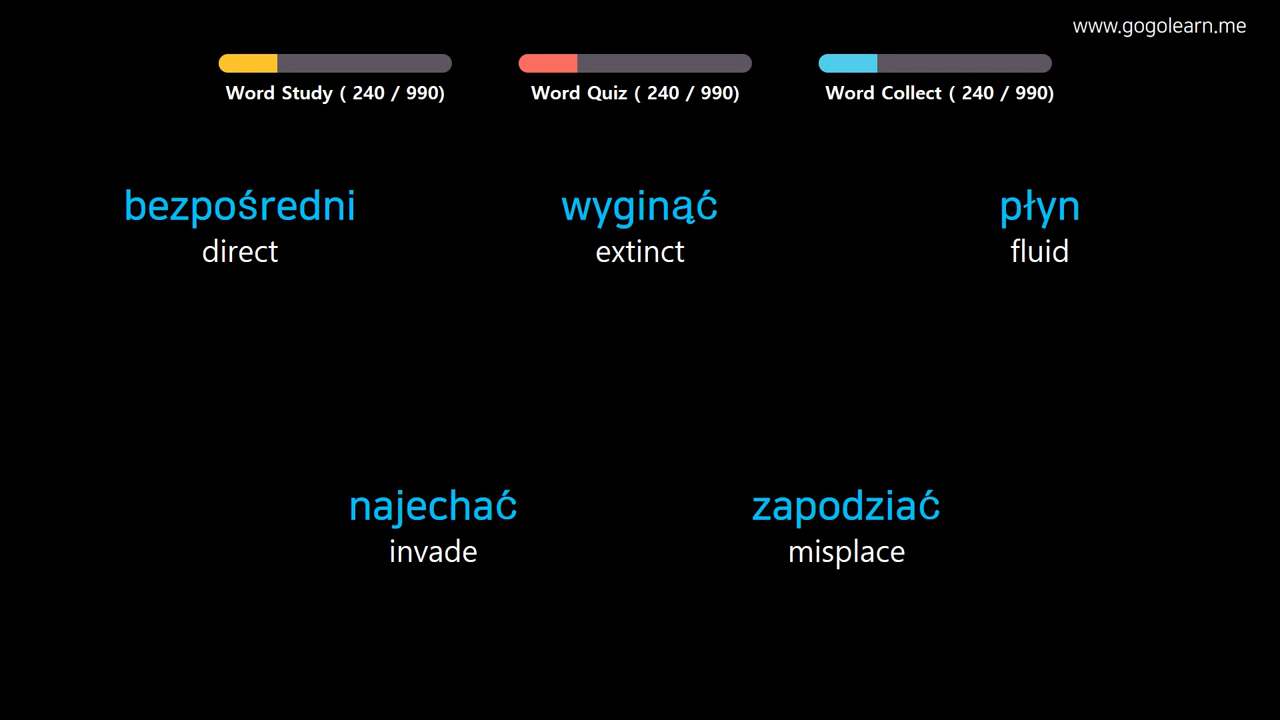 www.gogolearn.me
Word Study ( 240 / 990)
Word Quiz ( 240 / 990)
Word Collect ( 240 / 990)
bezpośredni
direct
wyginąć
extinct
płyn
fluid
najechać
invade
zapodziać
misplace